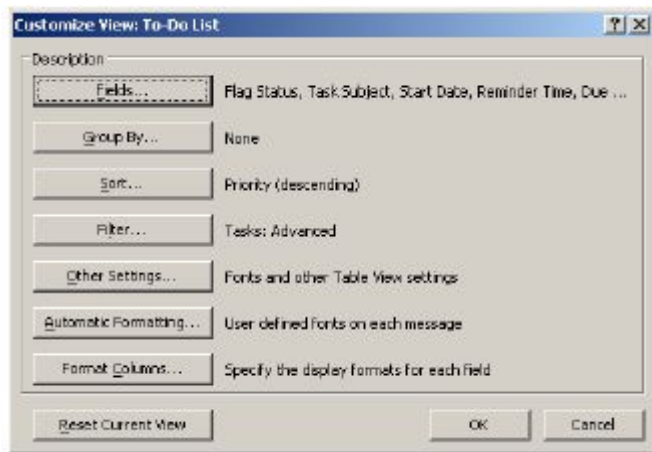 Customize View: To-Do List
Description
Fields... Flag Status, Task Subject, Start Date, Reminder Time, Due ...
Group By... None
Sort... Priority (descending)
Filter... Tasks: Advanced
Other Settings... Fonts and other Table View settings
Automatic Formatting... User defined fonts on each message
Format Columns... Specify the display formats for each field
Reset Current View OK Cancel